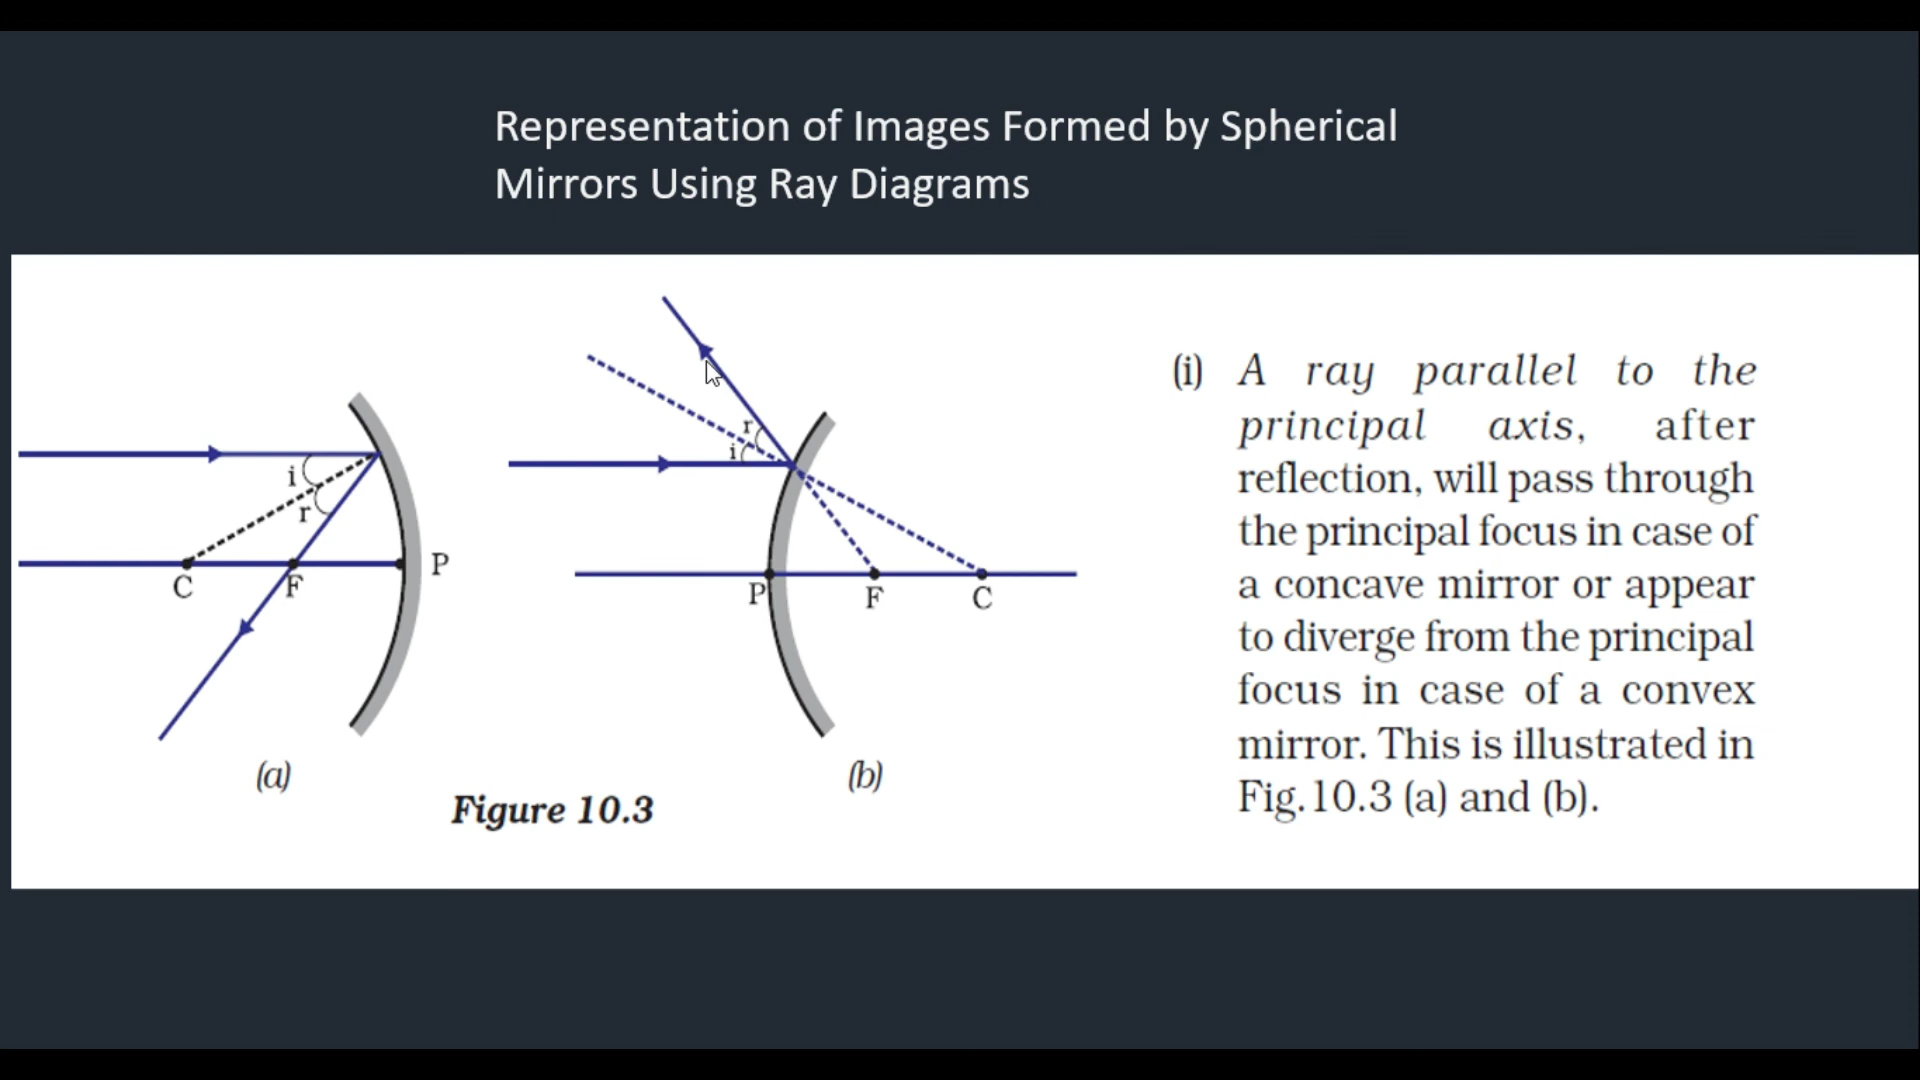 Representation of Images Formed by Spherical
Mirrors Using Ray Diagrams
i
r
C
F
P
(a)
r
i
P
F
C
(b)
Figure 10.3
(i) A ray parallel to the
principal axis, after
reflection, will pass through
the principal focus in case of
a concave mirror or appear
to diverge from the principal
focus in case of a convex
mirror. This is illustrated in
Fig.10.3 (a) and (b).